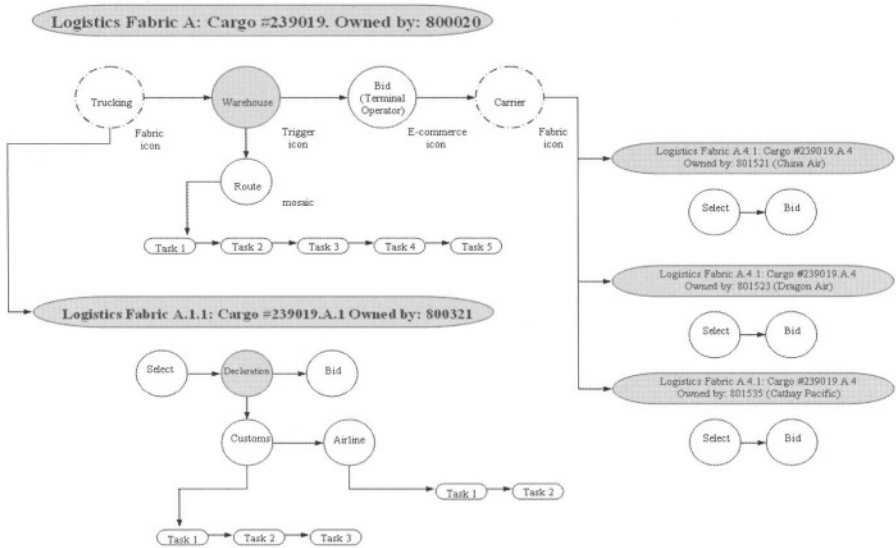 Logistics Fabric A: Cargo #239019. Owned by: 800020
Trucking
Warehouse
Bid
(Terminal
Operator)
Carrier
Fabric
icon
Trigger
icon
E-commerce
icon
Fabric
icon
Route
mosaic
Task 1
Task 2
Task 3
Task 4
Task 5
Logistics Fabric A.4.1: Cargo #239019.A.4
Owned by: 801521 (China Air)
Select
Bid
Logistics Fabric A.4.1: Cargo #239019.A.4
Owned by: 801523 (Dragon Air)
Select
Bid
Logistics Fabric A.4.1: Cargo #239019.A.4
Owned by: 801535 (Cathay Pacific)
Select
Bid
Logistics Fabric A.1.1: Cargo #239019.A.1 Owned by: 800321
Select
Declaration
Bid
Customs
Airline
Task 1
Task 2
Task 1
Task 2
Task 3